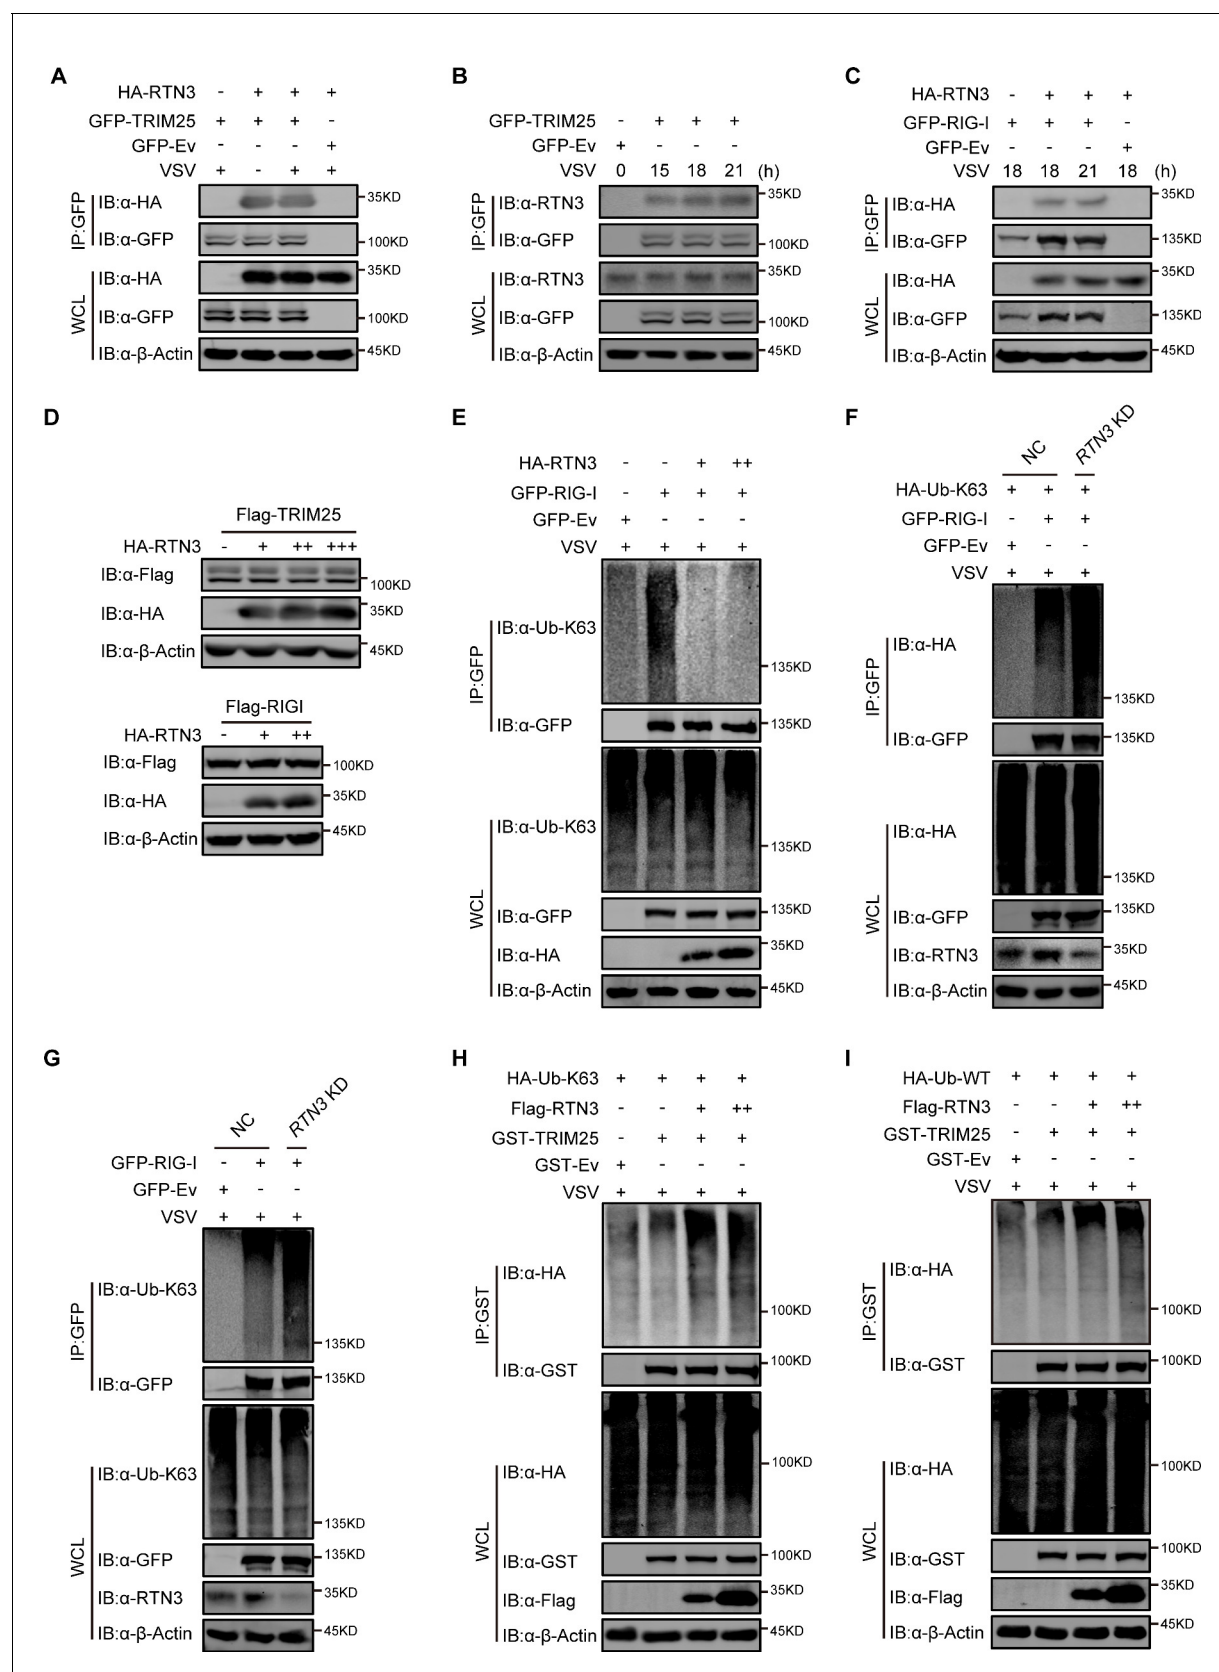 A
HA-RTN3 - + + +
GFP-TRIM25 + + + -
GFP-Ev - - - +
VSV + - + +
IP:GFP
IB:α-HA 35KD
IB:α-GFP 100KD
WCL
IB:α-HA 35KD
IB:α-GFP 100KD
IB:α-β-Actin 45KD
B
GFP-TRIM25 - + + +
GFP-Ev + - - -
VSV 0 15 18 21 (h)
IP:GFP
IB:α-RTN3 35KD
IB:α-GFP 100KD
WCL
IB:α-RTN3 35KD
IB:α-GFP 100KD
IB:α-β-Actin 45KD
C
HA-RTN3 - + + +
GFP-RIG-I + + + -
GFP-Ev - - - +
VSV 18 18 21 18 (h)
IP:GFP
IB:α-HA 35KD
IB:α-GFP 135KD
WCL
IB:α-HA 35KD
IB:α-GFP 135KD
IB:α-β-Actin 45KD
D
Flag-TRIM25
HA-RTN3 - + ++ +++
IB:α-Flag 100KD
IB:α-HA 35KD
IB:α-β-Actin 45KD
Flag-RIGI
HA-RTN3 - + ++
IB:α-Flag 100KD
IB:α-HA 35KD
IB:α-β-Actin 45KD
E
HA-RTN3 - - + ++
GFP-RIG-I - + + +
GFP-Ev + - - -
VSV + + + +
IP:GFP
IB:α-Ub-K63
135KD
IB:α-GFP 135KD
WCL
IB:α-Ub-K63
135KD
IB:α-GFP 135KD
IB:α-HA 35KD
IB:α-β-Actin 45KD
F
NC RTN3 KD
HA-Ub-K63 + + +
GFP-RIG-I - + +
GFP-Ev + - -
VSV + + +
IP:GFP
IB:α-HA
135KD
IB:α-GFP 135KD
WCL
IB:α-HA
135KD
IB:α-GFP 135KD
IB:α-RTN3 35KD
IB:α-β-Actin 45KD
G
NC RTN3 KD
GFP-RIG-I - + +
GFP-Ev + - -
VSV + + +
IP:GFP
IB:α-Ub-K63
135KD
IB:α-GFP 135KD
WCL
IB:α-Ub-K63
135KD
IB:α-GFP 135KD
IB:α-RTN3 35KD
IB:α-β-Actin 45KD
H
HA-Ub-K63 + + + +
Flag-RTN3 - - + ++
GST-TRIM25 - + + +
GST-Ev + - - -
VSV + + + +
IP:GST
IB:α-HA
100KD
IB:α-GST 100KD
WCL
IB:α-HA 100KD
IB:α-GST 100KD
IB:α-Flag 35KD
IB:α-β-Actin 45KD
I
HA-Ub-WT + + + +
Flag-RTN3 - - + ++
GST-TRIM25 - + + +
GST-Ev + - - -
VSV + + + +
IP:GST
IB:α-HA
100KD
IB:α-GST 100KD
WCL
IB:α-HA 100KD
IB:α-GST 100KD
IB:α-Flag 35KD
IB:α-β-Actin 45KD